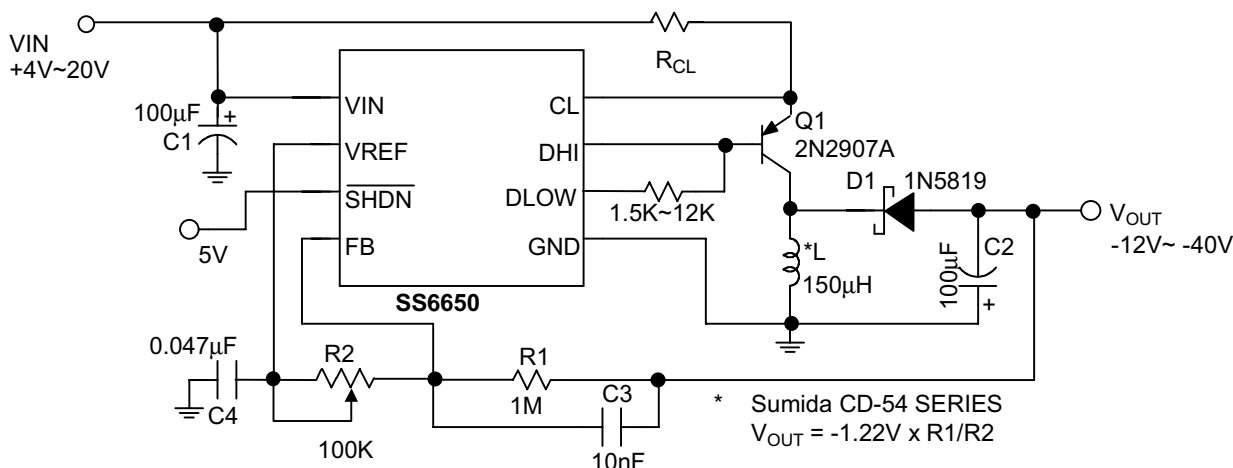 VIN
+4V~20V
R_CL
100μF
+
C1
VIN
VREF
SHDN
FB
CL
DHI
DLOW
GND
SS6650
5V
1.5K~12K
Q1
2N2907A
D1
1N5819
V_OUT
-12V~ -40V
*L
150μH
C2
100μF
+
0.047μF
C4
R2
100K
R1
1M
C3
10nF
* Sumida CD-54 SERIES
V_OUT = -1.22V x R1/R2